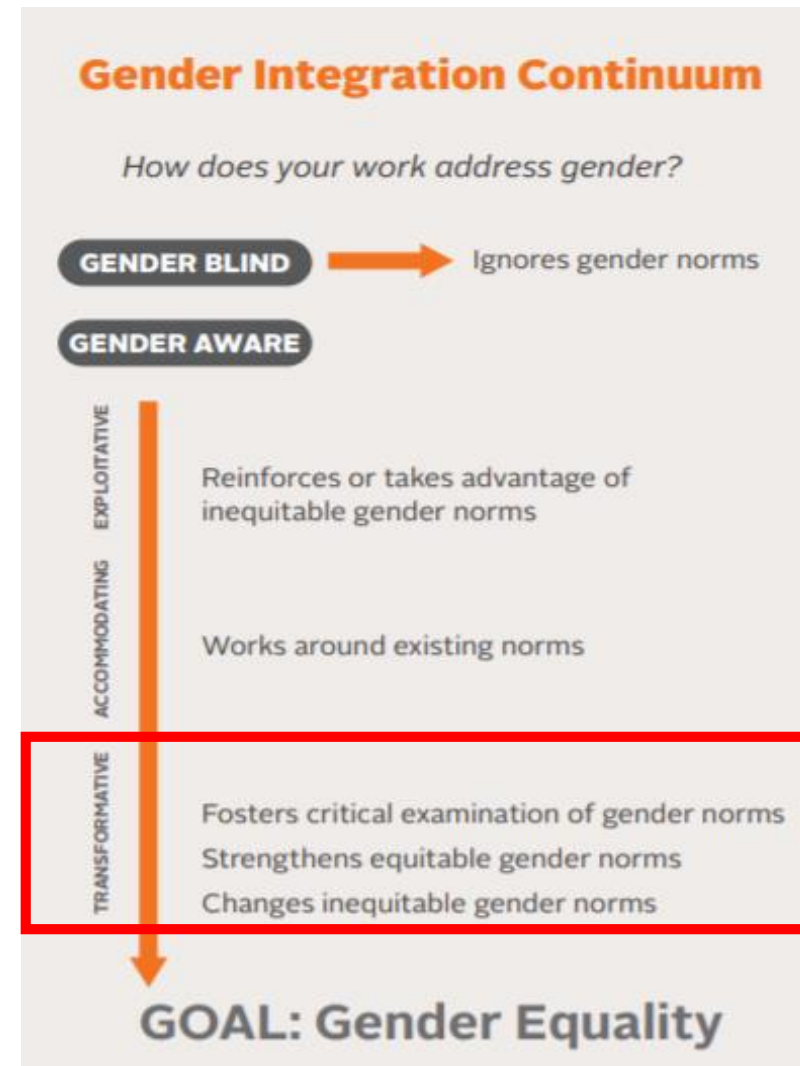 Gender Integration Continuum
How does your work address gender?
GENDER BLIND
Ignores gender norms
GENDER AWARE
EXPLOITATIVE
Reinforces or takes advantage of
inequitable gender norms
ACCOMMODATING
Works around existing norms
TRANSFORMATIVE
Fosters critical examination of gender norms
Strengthens equitable gender norms
Changes inequitable gender norms
GOAL: Gender Equality